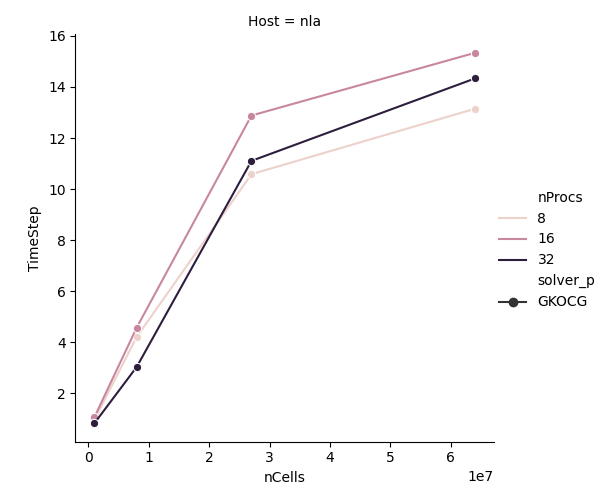 Host = nla
TimeStep
16
14
12
10
8
6
4
2
0 1 2 3 4 5 6
1e7
nCells
nProcs
8
16
32
solver_p
GKOCG